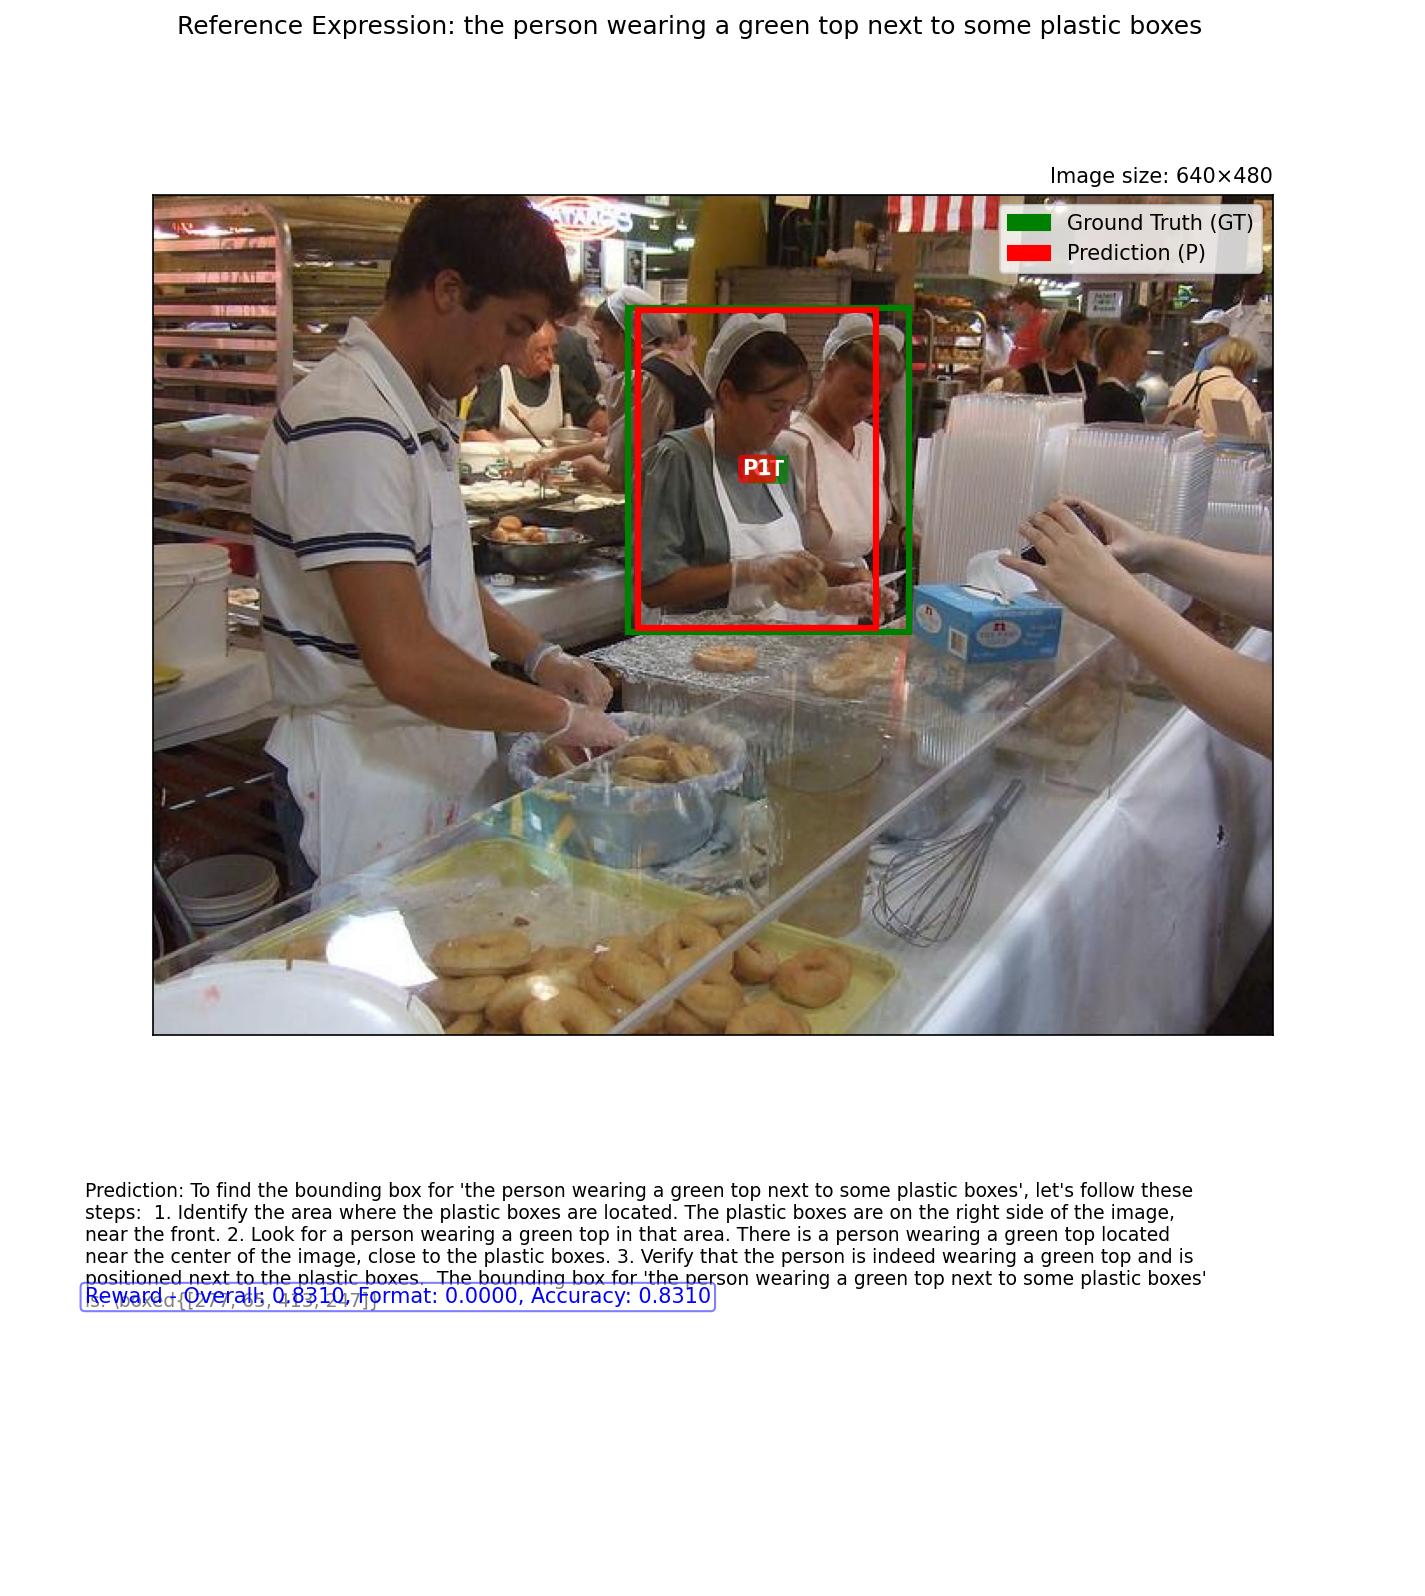 Reference Expression: the person wearing a green top next to some plastic boxes
Image size: 640×480
Ground Truth (GT)
Prediction (P)
P1
Prediction: To find the bounding box for 'the person wearing a green top next to some plastic boxes', let's follow these
steps:  1. Identify the area where the plastic boxes are located. The plastic boxes are on the right side of the image,
near the front. 2. Look for a person wearing a green top in that area. There is a person wearing a green top located
near the center of the image, close to the plastic boxes. 3. Verify that the person is indeed wearing a green top and is
positioned next to the plastic boxes.  The bounding box for 'the person wearing a green top next to some plastic boxes'
is: \boxed{[277, 65, 413, 247]}
Reward - Overall: 0.8310, Format: 0.0000, Accuracy: 0.8310